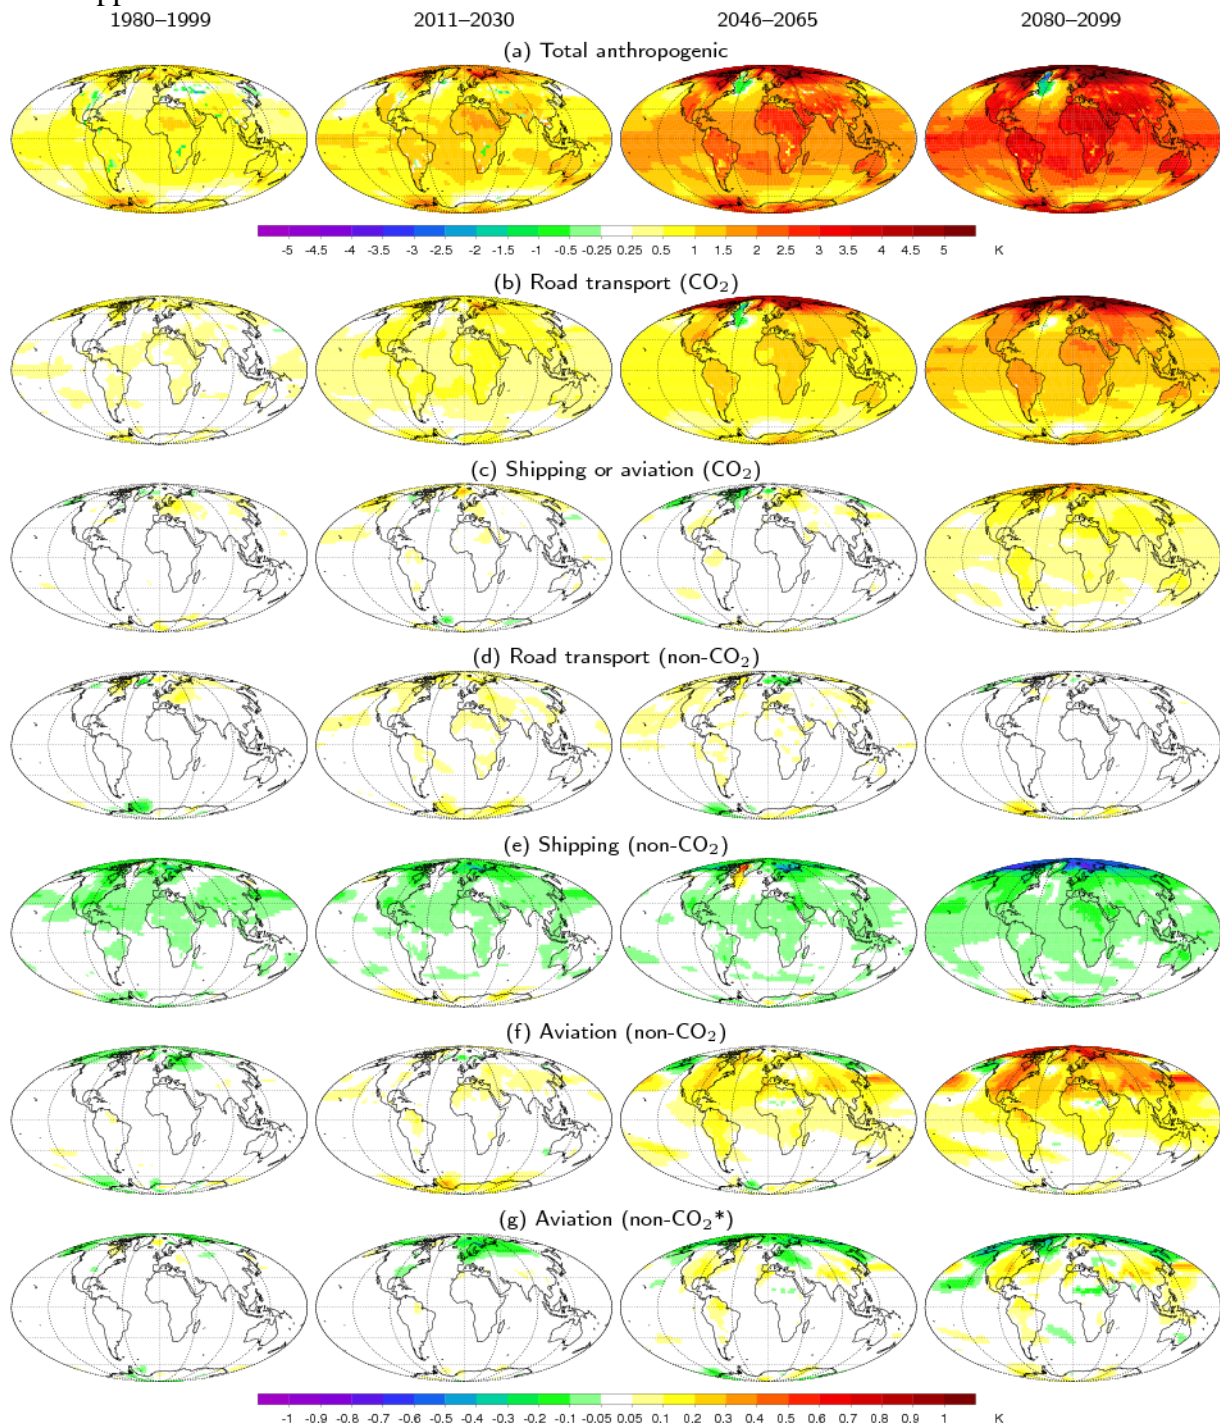 1980–1999 2011–2030 2046–2065 2080–2099
(a) Total anthropogenic
-5 -4.5 -4 -3.5 -3 -2.5 -2 -1.5 -1 -0.5 -0.25 0.25 0.5 1 1.5 2 2.5 3 3.5 4 4.5 5 K
(b) Road transport (CO₂)
(c) Shipping or aviation (CO₂)
(d) Road transport (non-CO₂)
(e) Shipping (non-CO₂)
(f) Aviation (non-CO₂)
(g) Aviation (non-CO₂*)
-1 -0.9 -0.8 -0.7 -0.6 -0.5 -0.4 -0.3 -0.2 -0.1 -0.05 0.05 0.1 0.2 0.3 0.4 0.5 0.6 0.7 0.8 0.9 1 K